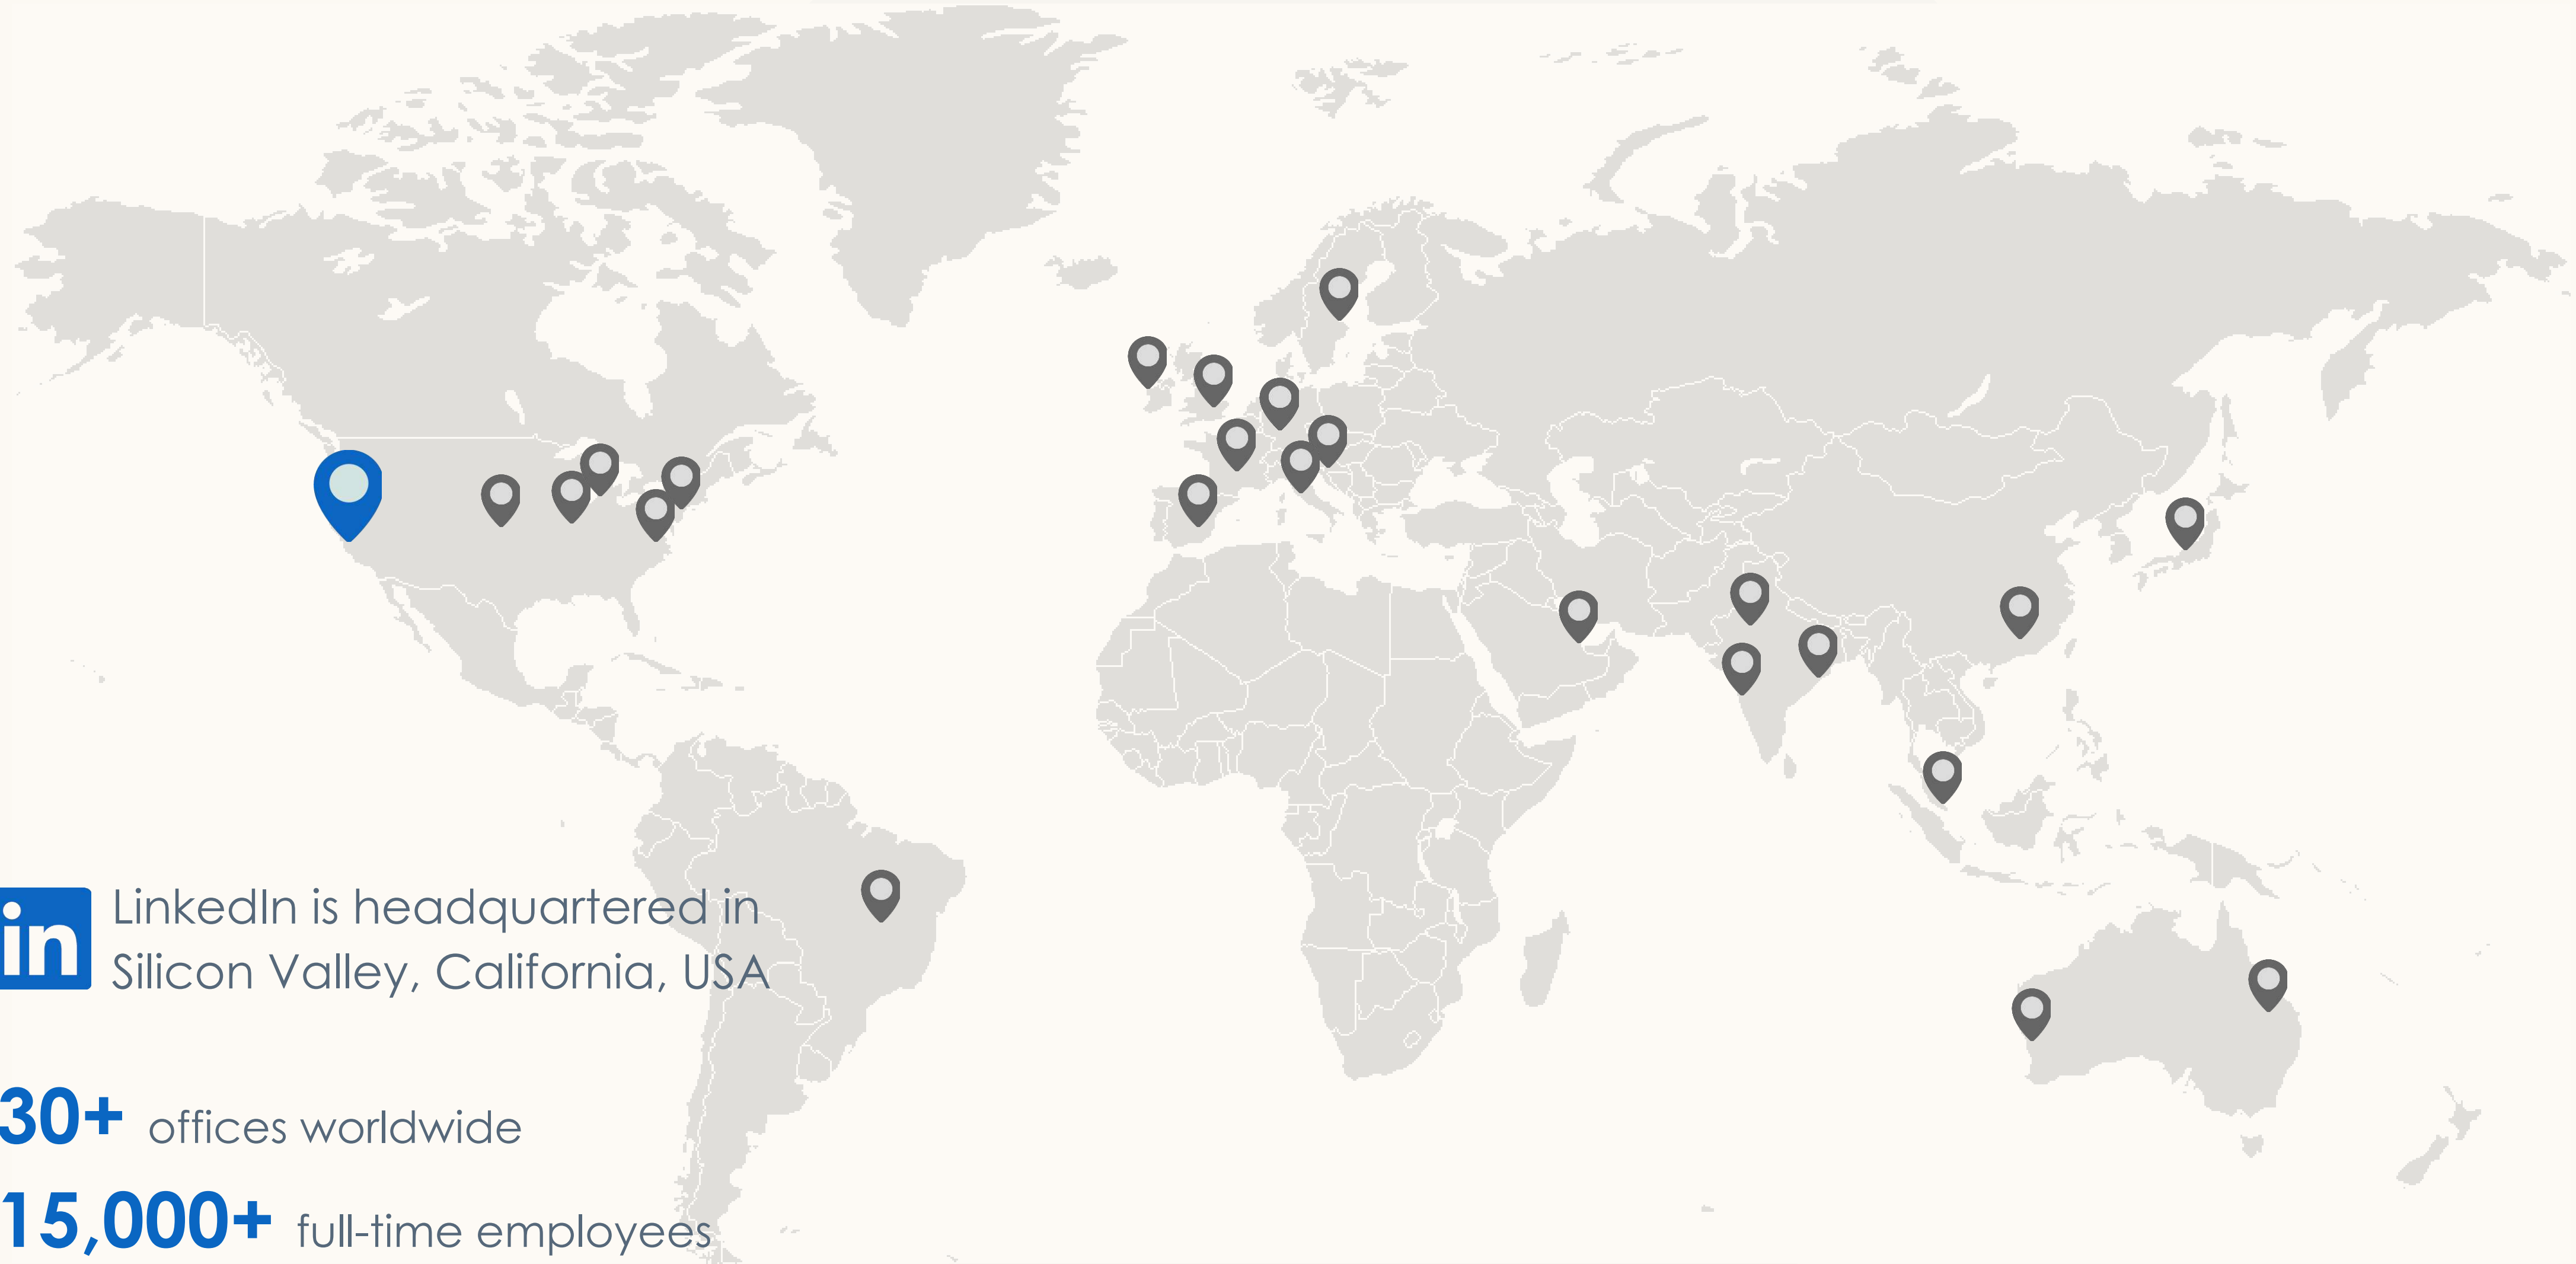 in
LinkedIn is headquartered in
Silicon Valley, California, USA
30+ offices worldwide
15,000+ full-time employees